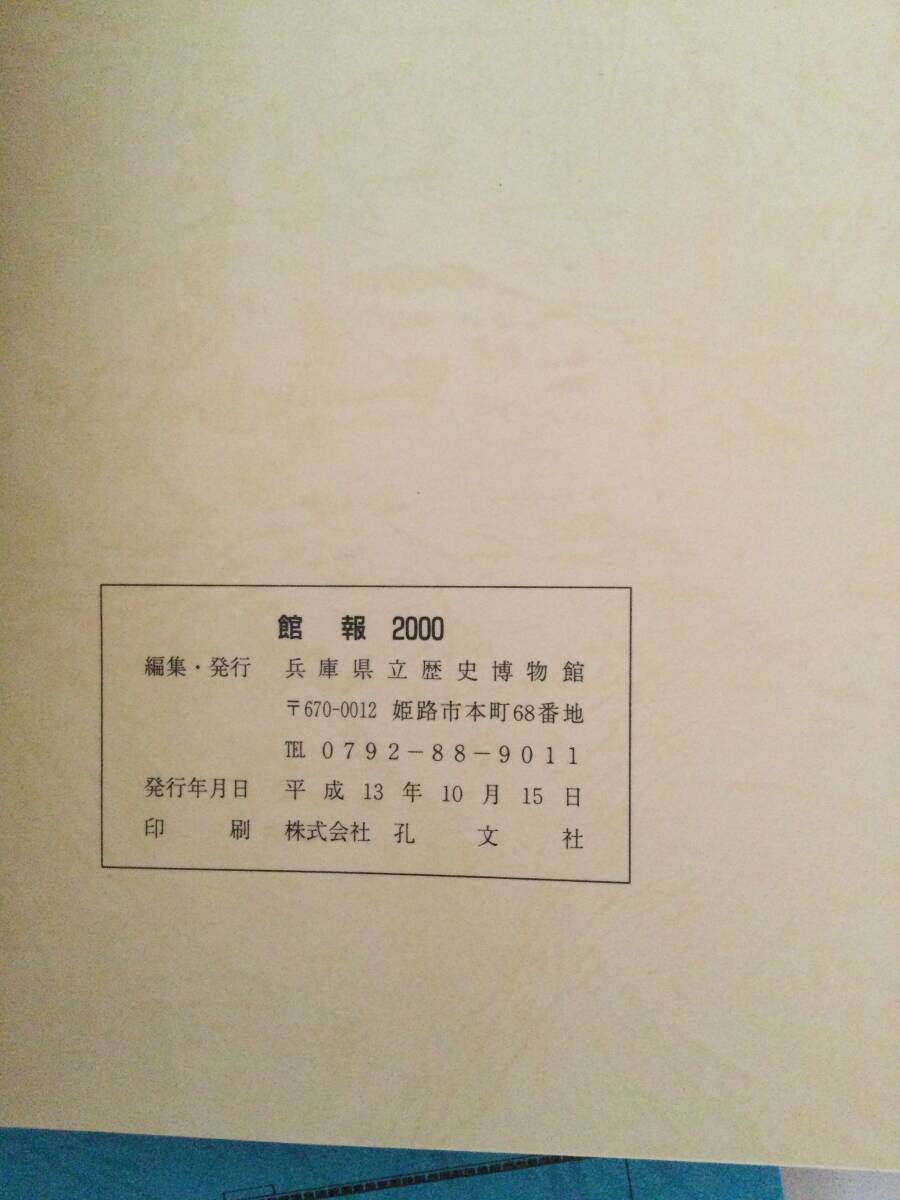 館報 2000
編集・発行 兵庫県立歴史博物館
〒670-0012 姫路市本町68番地
℡ 0792-88-9011
発行年月日 平成13年10月15日
印刷 株式会社 孔文社